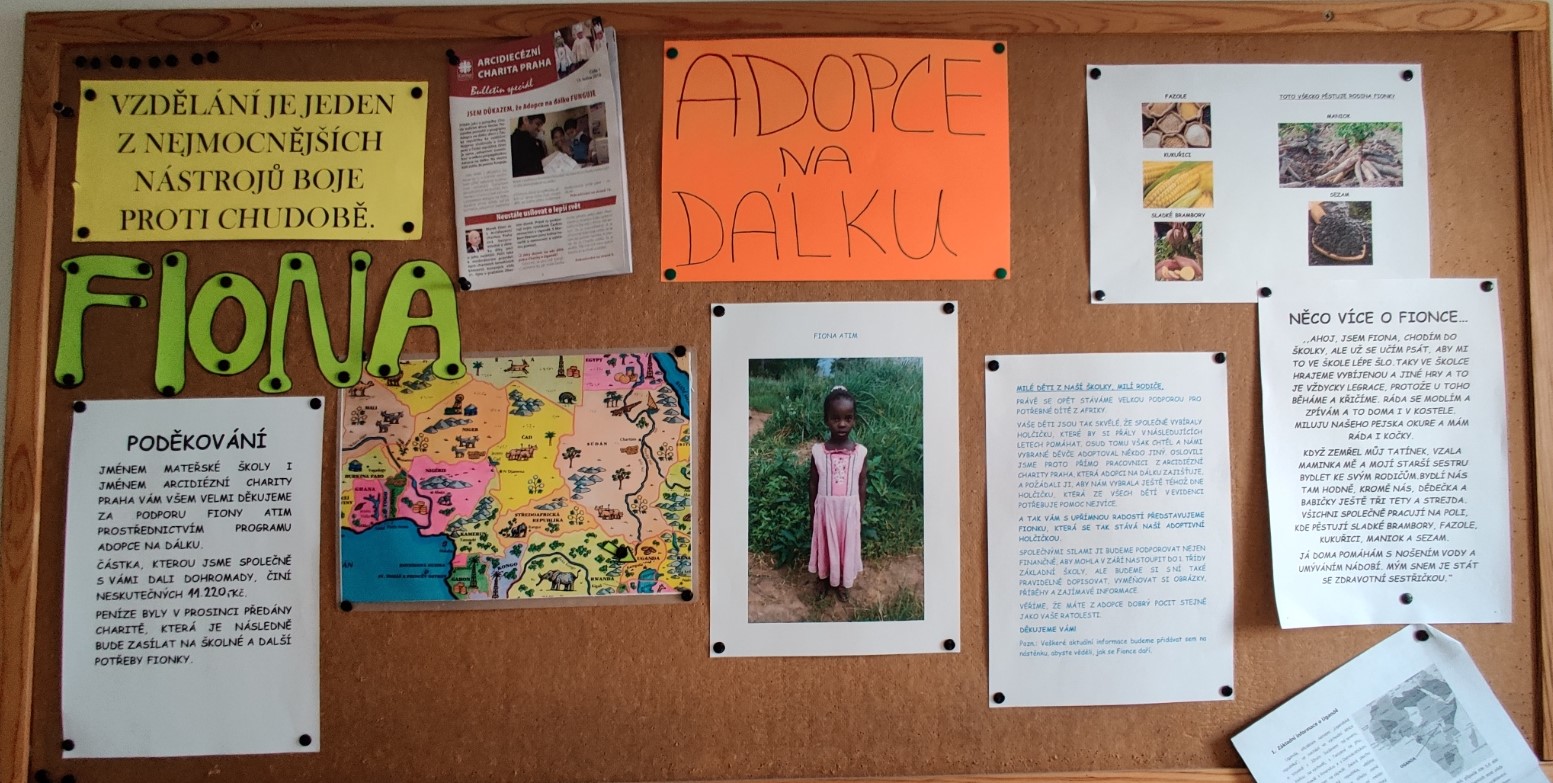 VZDĚLÁNÍ JE JEDEN
Z NEJMOCNĚJŠÍCH
NÁSTROJŮ BOJE
PROTI CHUDOBĚ.
FIONA
PODĚKOVÁNÍ
JMÉNEM MATEŘSKÉ ŠKOLY I
JMÉNEM ARCIDIÉZNÍ CHARITY
PRAHA VÁM VŠEM VELMI DĚKUJEME
ZA PODPORU FIONY ATIM
PROSTŘEDNICTVÍM PROGRAMU
ADOPCE NA DÁLKU.
ČÁSTKA, KTEROU JSME SPOLEČNĚ
S VÁMI DALI DOHROMADY, ČINÍ
NESKUTEČNÝCH 11.220,-KČ.
PENÍZE BYLY V PROSINCI PŘEDÁNY
CHARITĚ, KTERÁ JE NÁSLEDNĚ
BUDE ZASÍLAT NA ŠKOLNÉ A DALŠÍ
POTŘEBY FIONKY.
ARCIDIECÉZNÍ
CHARITA PRAHA
Bulletin speciál
JSEM DŮKAZEM, že Adopce na dálku FUNGUJE
Neustále usilovat o lepší svět
ADOPCE
NA
DÁLKU
EGYPT
MALI
NIGER
ČAD
SÚDÁN
NIGÉRIE
GHANA
STŘEDOAFRICKÁ
REPUBLIKA
KAMERUN
GABON
KONGO
UGANDA
RWANDA
FIONA ATIM
MILÉ DĚTI Z NAŠÍ ŠKOLKY, MILÍ RODIČE,
PRÁVĚ SE OPĚT STÁVÁME VELKOU PODPOROU PRO
POTŘEBNÉ DÍTĚ Z AFRIKY.
VAŠE DĚTI JSOU TAK SKVĚLÉ, ŽE SPOLEČNĚ VYBÍRALY
HOLČIČKU, KTERÉ BY SI PŘÁLY V NÁSLEDUJÍCÍCH
LETECH POMÁHAT. OSUD TOMU VŠAK CHTĚL A NÁMI
VYBRANÉ DĚVČE ADOPTOVAL NĚKDO JINÝ. OSLOVILI
JSME PROTO PŘÍMO PRACOVNICI Z ARCIDIÉZNÍ
CHARITY PRAHA, KTERÁ ADOPCI NA DÁLKU ZAJIŠŤUJE,
A POŽÁDALI JI, ABY NÁM VYBRALA JEŠTĚ TÉHOŽ DNE
HOLČIČKU, KTERÁ ZE VŠECH DĚTÍ V EVIDENCI
POTŘEBUJE POMOC NEJVÍCE.
A TAK VÁM S UPŘÍMNOU RADOSTÍ PŘEDSTAVUJEME
FIONKU, KTERÁ SE TAK STÁVÁ NAŠÍ ADOPTIVNÍ
HOLČIČKOU.
SPOLEČNÝMI SILAMI JI BUDEME PODPOROVAT NEJEN
FINANČNĚ, ABY MOHLA V ZÁŘÍ NASTOUPIT DO 1. TŘÍDY
ZÁKLADNÍ ŠKOLY, ALE BUDEME SI S NÍ TAKÉ
PRAVIDELNĚ DOPISOVAT, VYMĚŇOVAT SI OBRÁZKY,
PŘÍBĚHY A ZAJÍMAVÉ INFORMACE.
VĚŘÍME, ŽE MÁTE Z ADOPCE DOBRÝ POCIT STEJNĚ
JAKO VAŠE RATOLESTI.
DĚKUJEME VÁM!
Pozn.: Veškeré aktuální informace budeme přidávat sem na
nástěnku, abyste věděli, jak se Fionce daří.
TOTO VŠECKO PĚSTUJE RODINA FIONKY
FAZOLE
KUKUŘICI
SLADKÉ BRAMBORY
MANIOK
SEZAM
NĚCO VÍCE O FIONCE...
,,AHOJ, JSEM FIONA, CHODÍM DO
ŠKOLKY, ALE UŽ SE UČÍM PSÁT, ABY MI
TO VE ŠKOLE LÉPE ŠLO. TAKY VE ŠKOLCE
HRAJEME VYBÍJENOU A JINÉ HRY A TO
JE VŽDYCKY LEGRACE, PROTOŽE U TOHO
BĚHÁME A KŘIČÍME. RÁDA SE MODLÍM A
ZPÍVÁM A TO DOMA I V KOSTELE.
MILUJU NAŠEHO PEJSKA OKURE A MÁM
RÁDA I KOČKY.
KDYŽ ZEMŘEL MŮJ TATÍNEK, VZALA
MAMINKA MĚ A MOJÍ STARŠÍ SESTRU
BYDLET KE SVÝM RODIČŮM.BYDLÍ NÁS
TAM HODNĚ, KROMĚ NÁS, DĚDEČKA A
BABIČKY JEŠTĚ TŘI TETY A STREJDA.
VŠICHNI SPOLEČNĚ PRACUJÍ NA POLI,
KDE PĚSTUJÍ SLADKÉ BRAMBORY, FAZOLE,
KUKUŘICI, MANIOK A SEZAM.
JÁ DOMA POMÁHÁM S NOŠENÍM VODY A
UMÝVÁNÍM NÁDOBÍ. MÝM SNEM JE STÁT
SE ZDRAVOTNÍ SESTŘIČKOU."
1. Základní informace o Ugandě
UGANDA